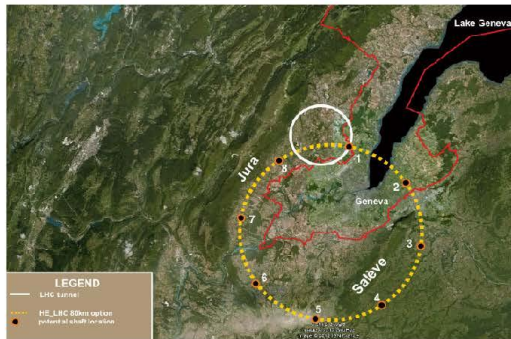 Lake Geneva
Jura
8
1
2
Geneva
7
3
Salève
6
4
5
LEGEND
LHC tunnel
HE_LHC 80km option
potential shaft location